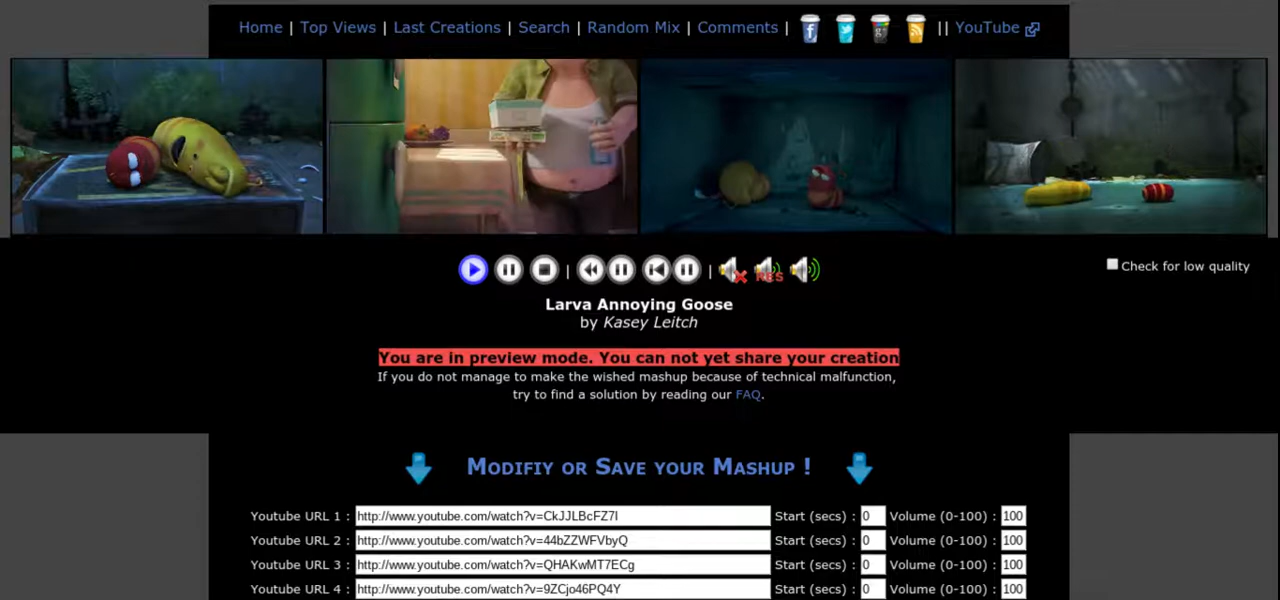 Home | Top Views | Last Creations | Search | Random Mix | Comments | || YouTube
| | RES
Check for low quality
Larva Annoying Goose
by Kasey Leitch
You are in preview mode. You can not yet share your creation
If you do not manage to make the wished mashup because of technical malfunction,
try to find a solution by reading our FAQ.
Modifiy or Save your Mashup !
Youtube URL 1 : http://www.youtube.com/watch?v=CkJJLBcFZ7I Start (secs) : 0 Volume (0-100) : 100
Youtube URL 2 : http://www.youtube.com/watch?v=44bZZWFVbyQ Start (secs) : 0 Volume (0-100) : 100
Youtube URL 3 : http://www.youtube.com/watch?v=QHAKwMT7ECg Start (secs) : 0 Volume (0-100) : 100
Youtube URL 4 : http://www.youtube.com/watch?v=9ZCjo46PQ4Y Start (secs) : 0 Volume (0-100) : 100